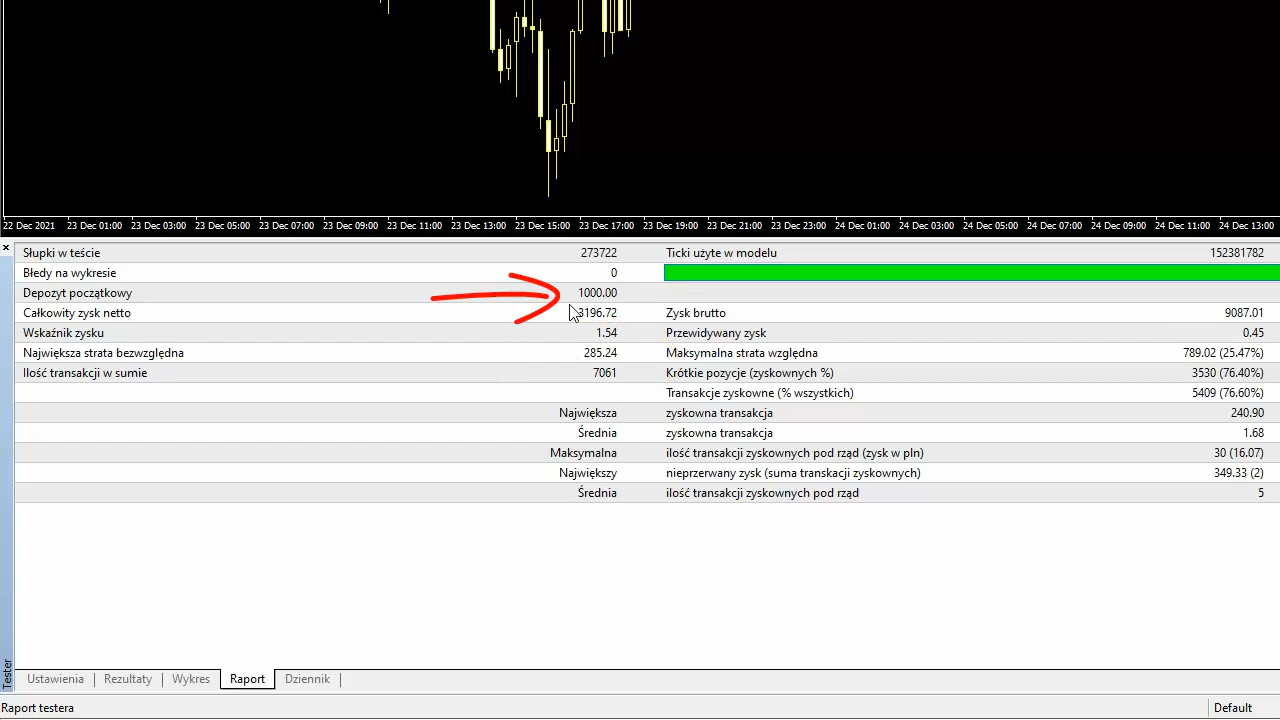 22 Dec 2021 23 Dec 01:00 23 Dec 03:00 23 Dec 05:00 23 Dec 07:00 23 Dec 09:00 23 Dec 11:00 23 Dec 13:00 23 Dec 15:00 23 Dec 17:00 23 Dec 19:00 23 Dec 21:00 23 Dec 23:00 24 Dec 01:00 24 Dec 03:00 24 Dec 05:00 24 Dec 07:00 24 Dec 09:00 24 Dec 11:00 24 Dec 13:00
Słupki w teście 273722 Ticki użyte w modelu 152381782
Błedy na wykresie 0
Depozyt początkowy 1000.00
Całkowity zysk netto 3196.72 Zysk brutto 9087.01
Wskaźnik zysku 1.54 Przewidywany zysk 0.45
Największa strata bezwzględna 285.24 Maksymalna strata względna 789.02 (25.47%)
Ilość transakcji w sumie 7061 Krótkie pozycje (zyskownych %) 3530 (76.40%)
Transakcje zyskowne (% wszystkich) 5409 (76.60%)
Największa zyskowna transakcja 240.90
Średnia zyskowna transakcja 1.68
Maksymalna ilość transakcji zyskownych pod rząd (zysk w pln) 30 (16.07)
Największy nieprzerwany zysk (suma transkacji zyskownych) 349.33 (2)
Średnia ilość transakcji zyskownych pod rząd 5
Tester
Ustawienia Rezultaty Wykres Raport Dziennik
Raport testera Default